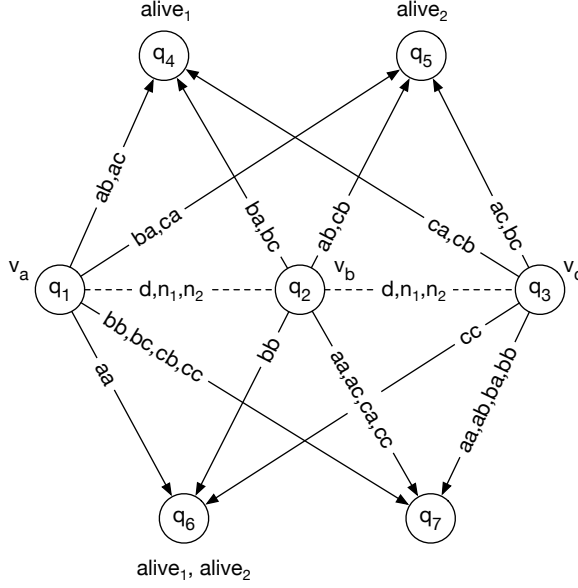 alive₁ alive₂
q₄ q₅
ab,ac ba,ca ba,bc ab,cb ca,cb ac,bc
vₐ v_b v_c
q₁ d,n₁,n₂ q₂ d,n₁,n₂ q₃
aa bb,bc,cb,cc bb aa,ac,ca,cc cc aa,ab,ba,bb
q₆ q₇
alive₁, alive₂